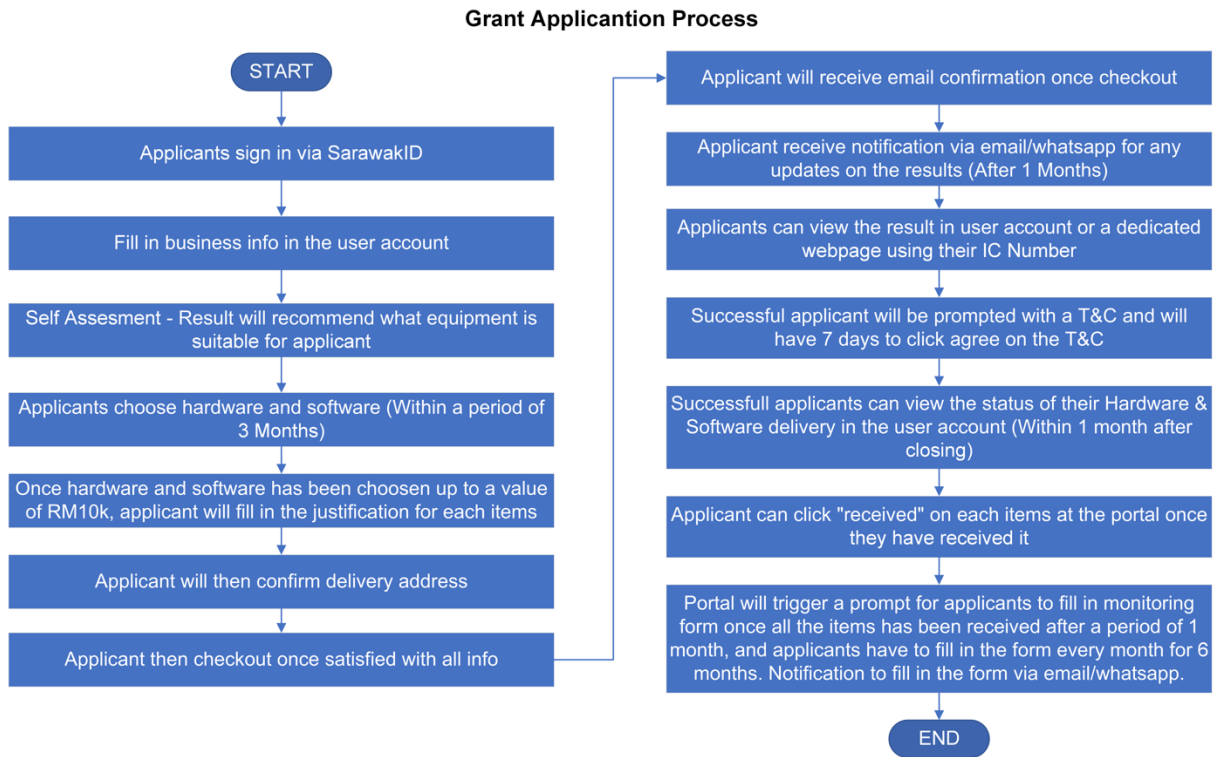 Grant Applicantion Process
START
Applicants sign in via SarawakID
Fill in business info in the user account
Self Assesment - Result will recommend what equipment is
suitable for applicant
Applicants choose hardware and software (Within a period of
3 Months)
Once hardware and software has been choosen up to a value
of RM10k, applicant will fill in the justification for each items
Applicant will then confirm delivery address
Applicant then checkout once satisfied with all info
Applicant will receive email confirmation once checkout
Applicant receive notification via email/whatsapp for any
updates on the results (After 1 Months)
Applicants can view the result in user account or a dedicated
webpage using their IC Number
Successful applicant will be prompted with a T&C and will
have 7 days to click agree on the T&C
Successfull applicants can view the status of their Hardware &
Software delivery in the user account (Within 1 month after
closing)
Applicant can click "received" on each items at the portal once
they have received it
Portal will trigger a prompt for applicants to fill in monitoring
form once all the items has been received after a period of 1
month, and applicants have to fill in the form every month for 6
months. Notification to fill in the form via email/whatsapp.
END